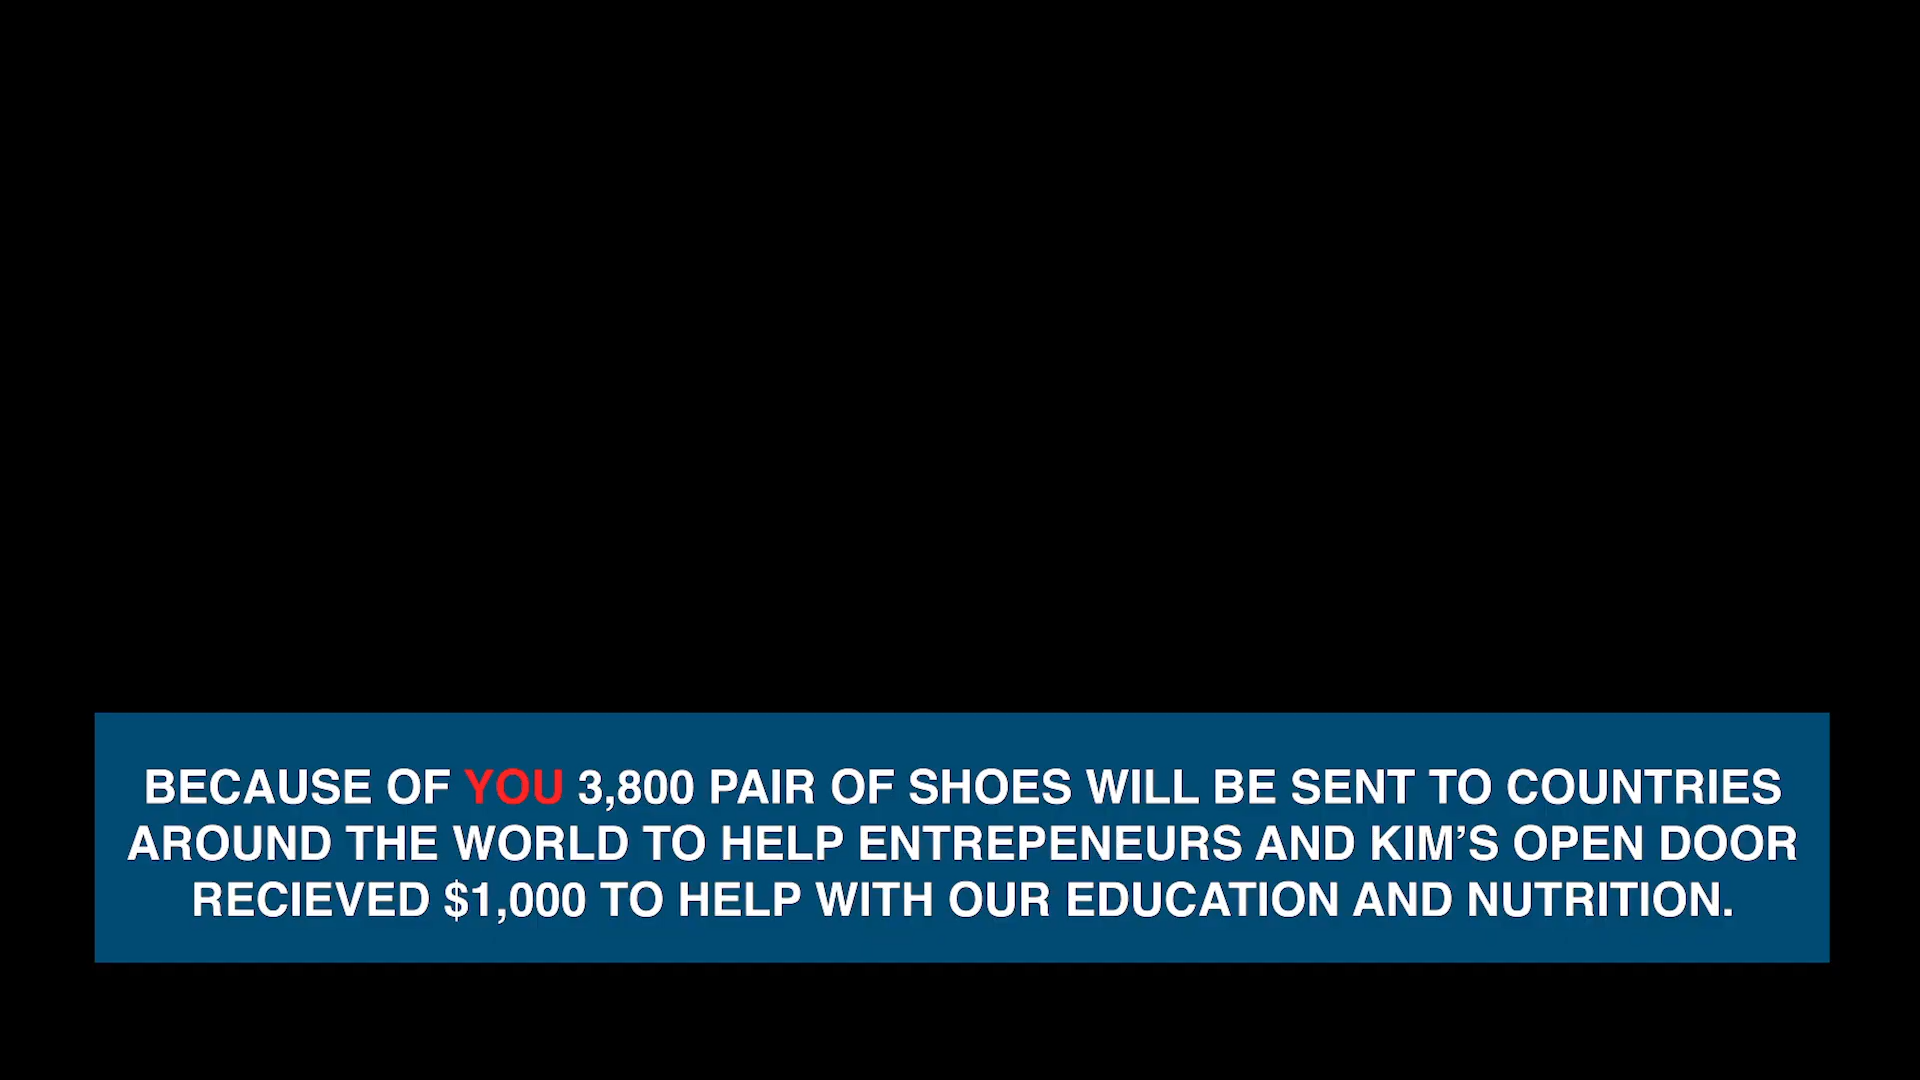 BECAUSE OF YOU 3,800 PAIR OF SHOES WILL BE SENT TO COUNTRIES
AROUND THE WORLD TO HELP ENTREPENEURS AND KIM’S OPEN DOOR
RECIEVED $1,000 TO HELP WITH OUR EDUCATION AND NUTRITION.